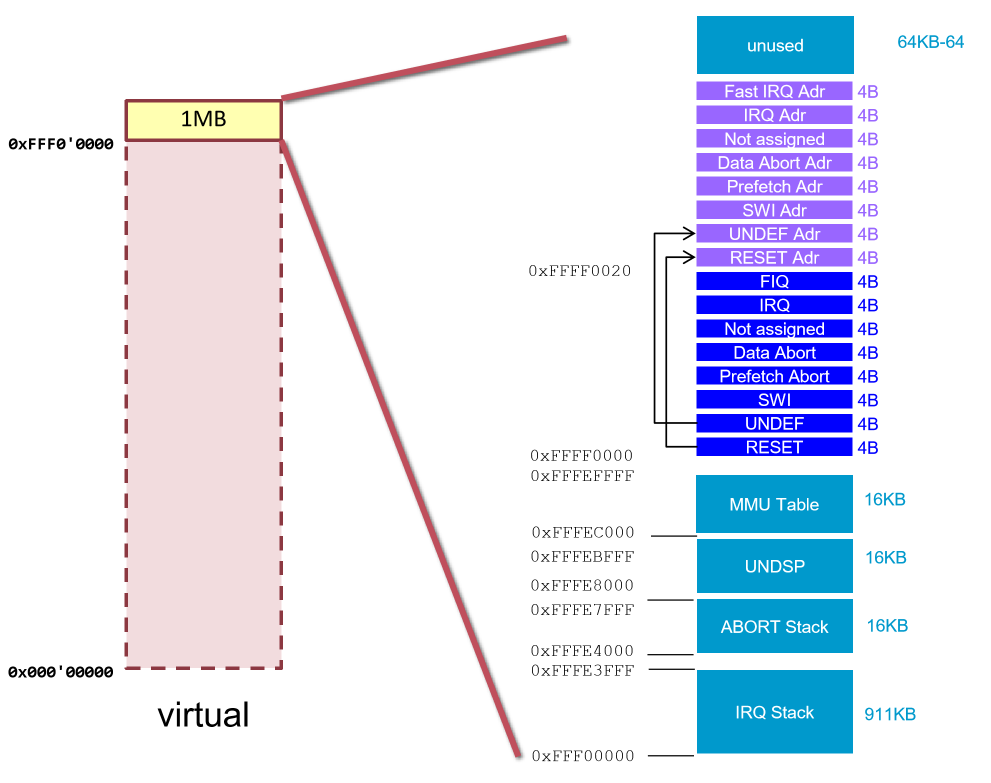 1MB
0xFFF0'0000
0x000'00000
virtual
unused 64KB-64
Fast IRQ Adr 4B
IRQ Adr 4B
Not assigned 4B
Data Abort Adr 4B
Prefetch Adr 4B
SWI Adr 4B
UNDEF Adr 4B
RESET Adr 4B
0xFFFF0020
FIQ 4B
IRQ 4B
Not assigned 4B
Data Abort 4B
Prefetch Abort 4B
SWI 4B
UNDEF 4B
RESET 4B
0xFFFF0000
0xFFFEFFFF
MMU Table 16KB
0xFFFEC000
0xFFFEBFFF
UNDSP 16KB
0xFFFE8000
0xFFFE7FFF
ABORT Stack 16KB
0xFFFE4000
0xFFFE3FFF
IRQ Stack 911KB
0xFFF00000